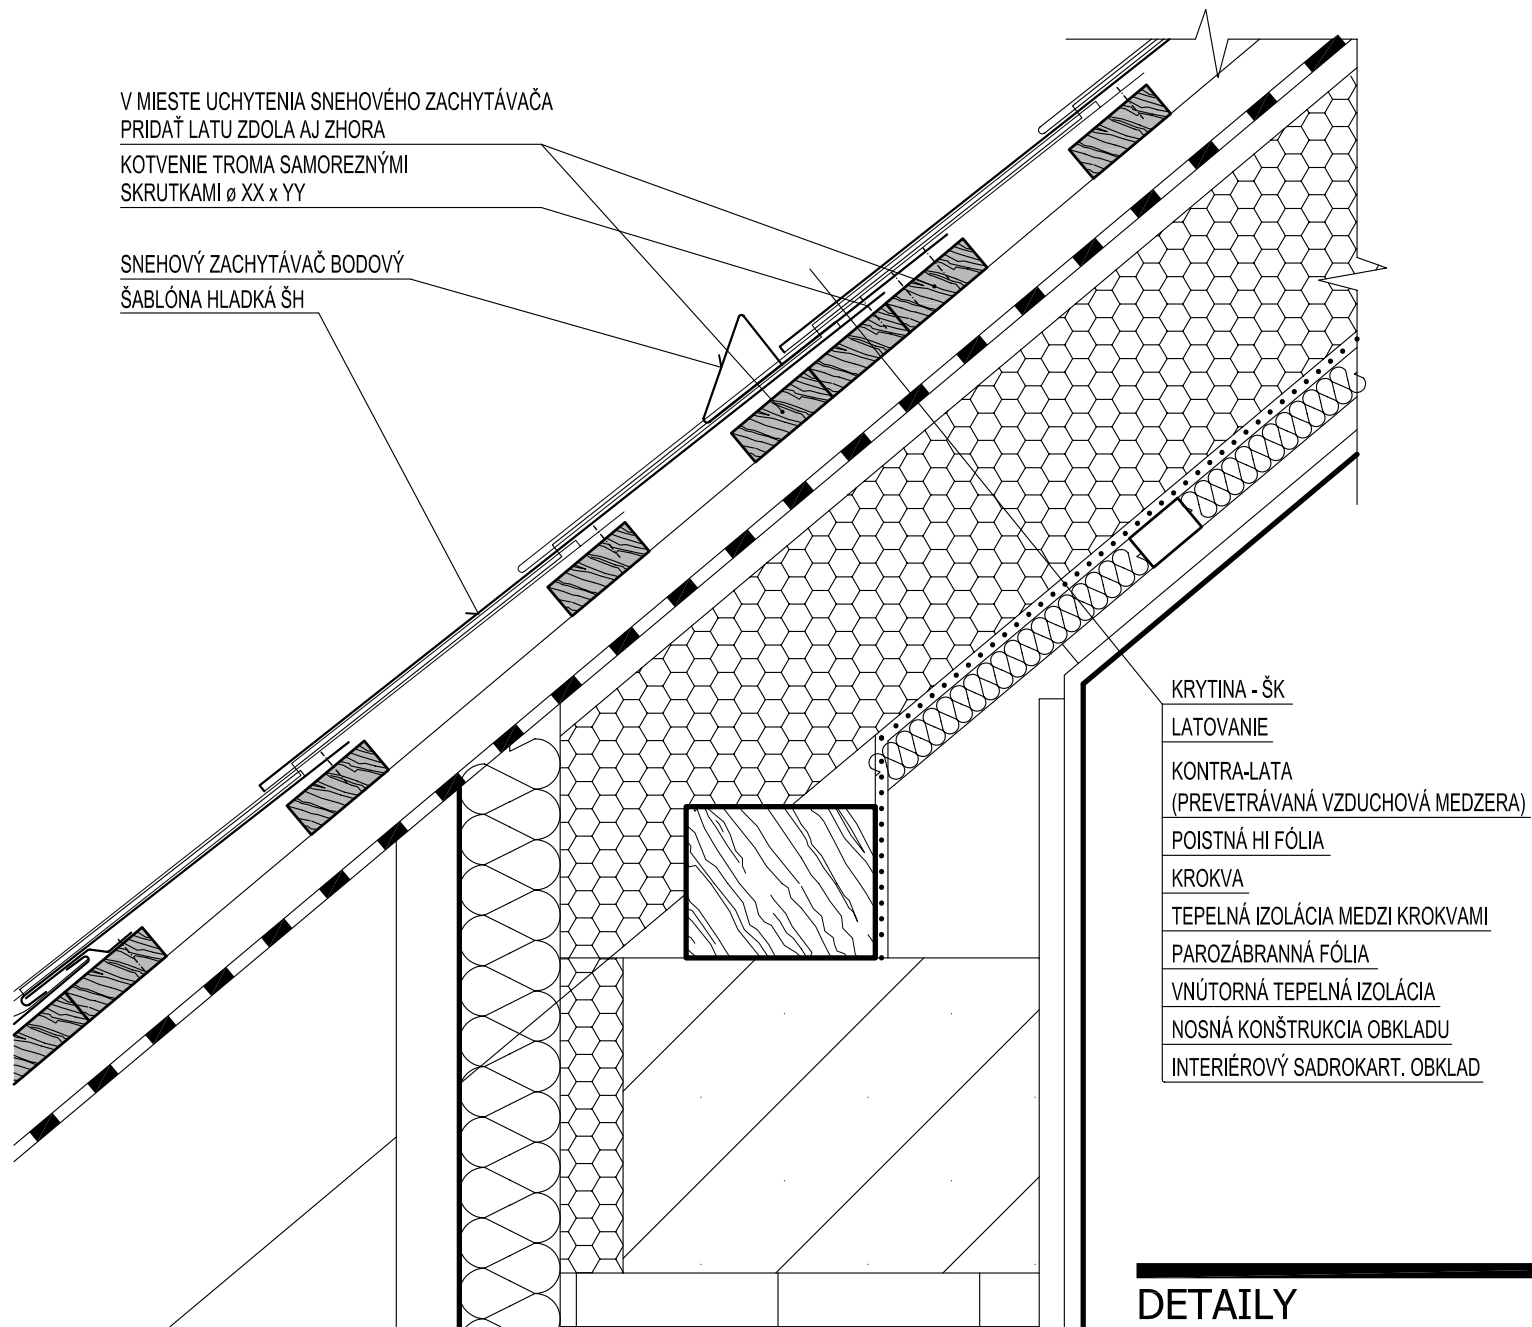 V MIESTE UCHYTENIA SNEHOVÉHO ZACHYTÁVAČA
PRIDAŤ LATU ZDOLA AJ ZHORA
KOTVENIE TROMA SAMOREZNÝMI
SKRUTKAMI ø XX x YY
SNEHOVÝ ZACHYTÁVAČ BODOVÝ
ŠABLÓNA HLADKÁ ŠH
KRYTINA - ŠK
LATOVANIE
KONTRA-LATA
(PREVETRÁVANÁ VZDUCHOVÁ MEDZERA)
POISTNÁ HI FÓLIA
KROKVA
TEPELNÁ IZOLÁCIA MEDZI KROKVAMI
PAROZÁBRANNÁ FÓLIA
VNÚTORNÁ TEPELNÁ IZOLÁCIA
NOSNÁ KONŠTRUKCIA OBKLADU
INTERIÉROVÝ SADROKART. OBKLAD
DETAILY